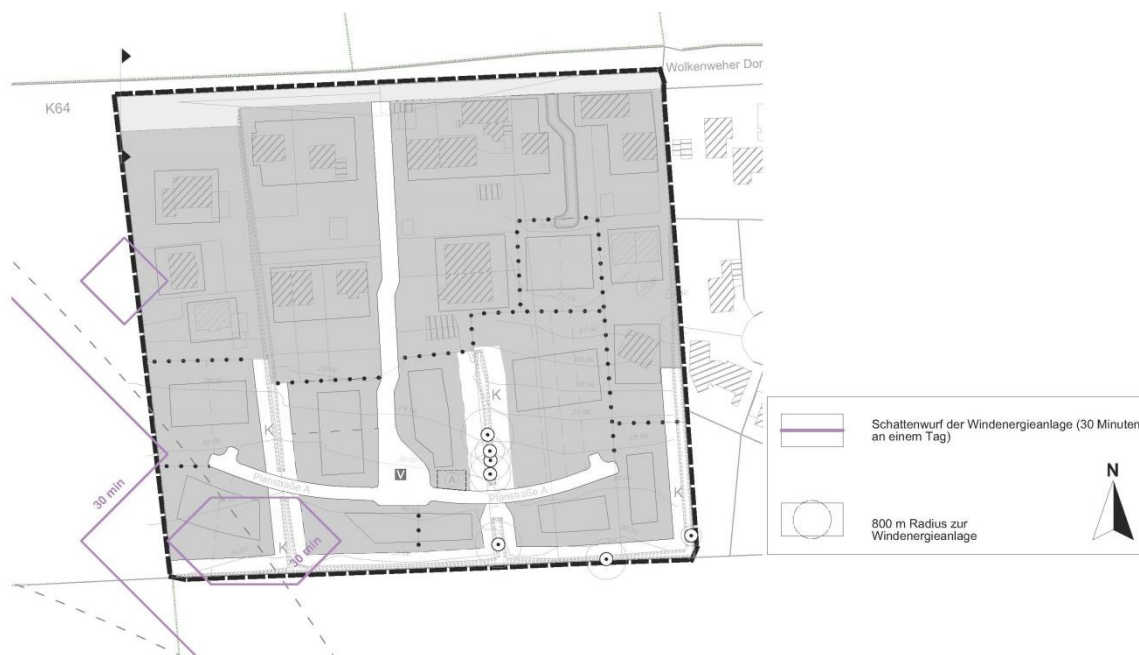 Wolkenweher Dor
K64
K
K
Planstraße A
V
A
Planstraße A
K
K
30 min
30 min
Schattenwurf der Windenergieanlage (30 Minuten
an einem Tag)
800 m Radius zur
Windenergieanlage
N